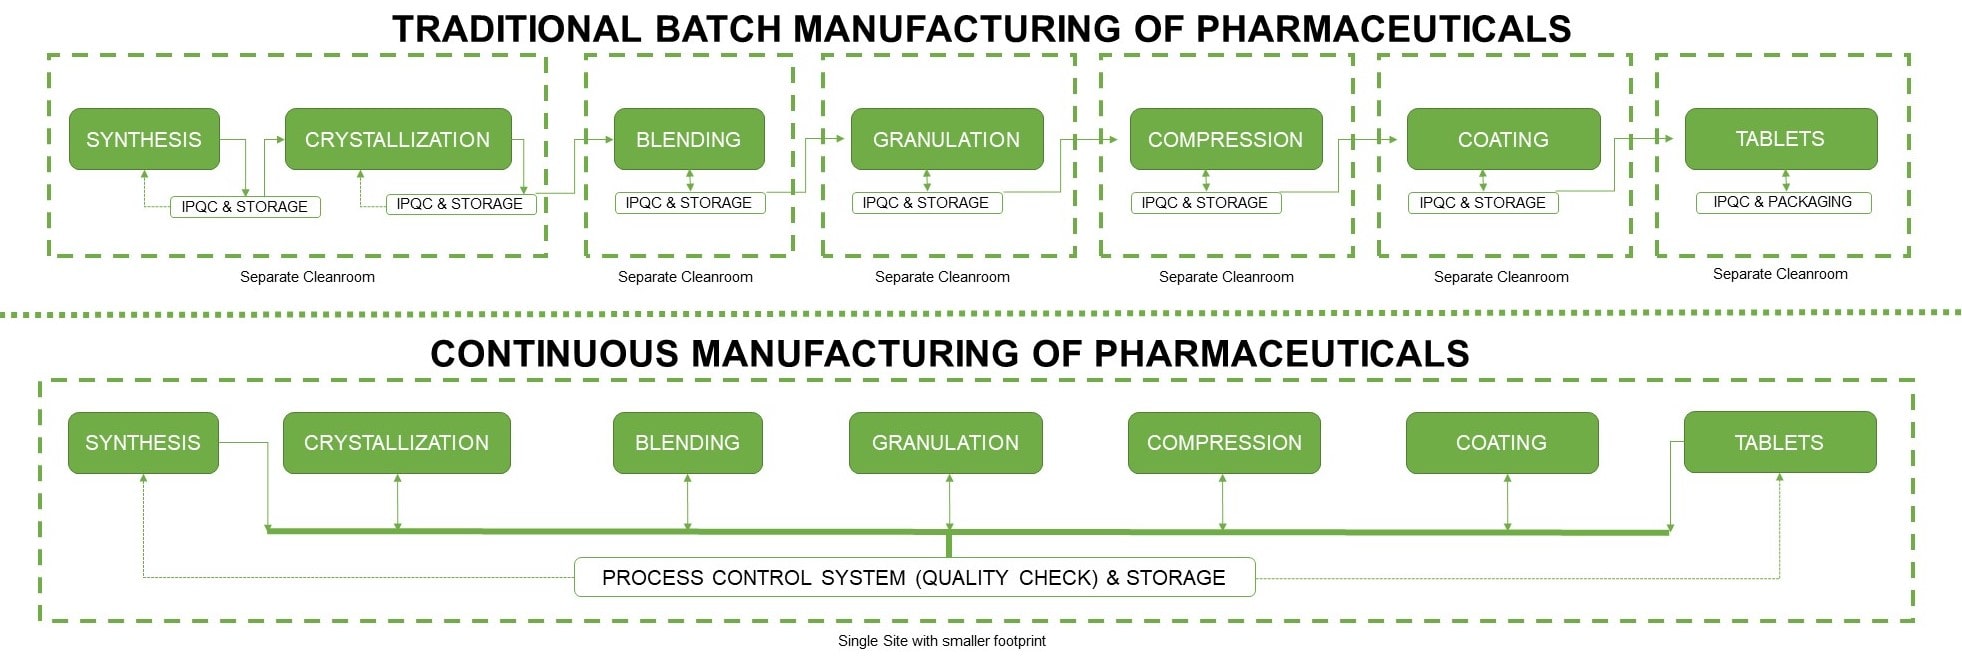 TRADITIONAL BATCH MANUFACTURING OF PHARMACEUTICALS
SYNTHESIS
CRYSTALLIZATION
BLENDING
GRANULATION
COMPRESSION
COATING
TABLETS
IPQC & STORAGE
IPQC & STORAGE
IPQC & STORAGE
IPQC & STORAGE
IPQC & STORAGE
IPQC & STORAGE
IPQC & PACKAGING
Separate Cleanroom
Separate Cleanroom
Separate Cleanroom
Separate Cleanroom
Separate Cleanroom
Separate Cleanroom
CONTINUOUS MANUFACTURING OF PHARMACEUTICALS
SYNTHESIS
CRYSTALLIZATION
BLENDING
GRANULATION
COMPRESSION
COATING
TABLETS
PROCESS CONTROL SYSTEM (QUALITY CHECK) & STORAGE
Single Site with smaller footprint